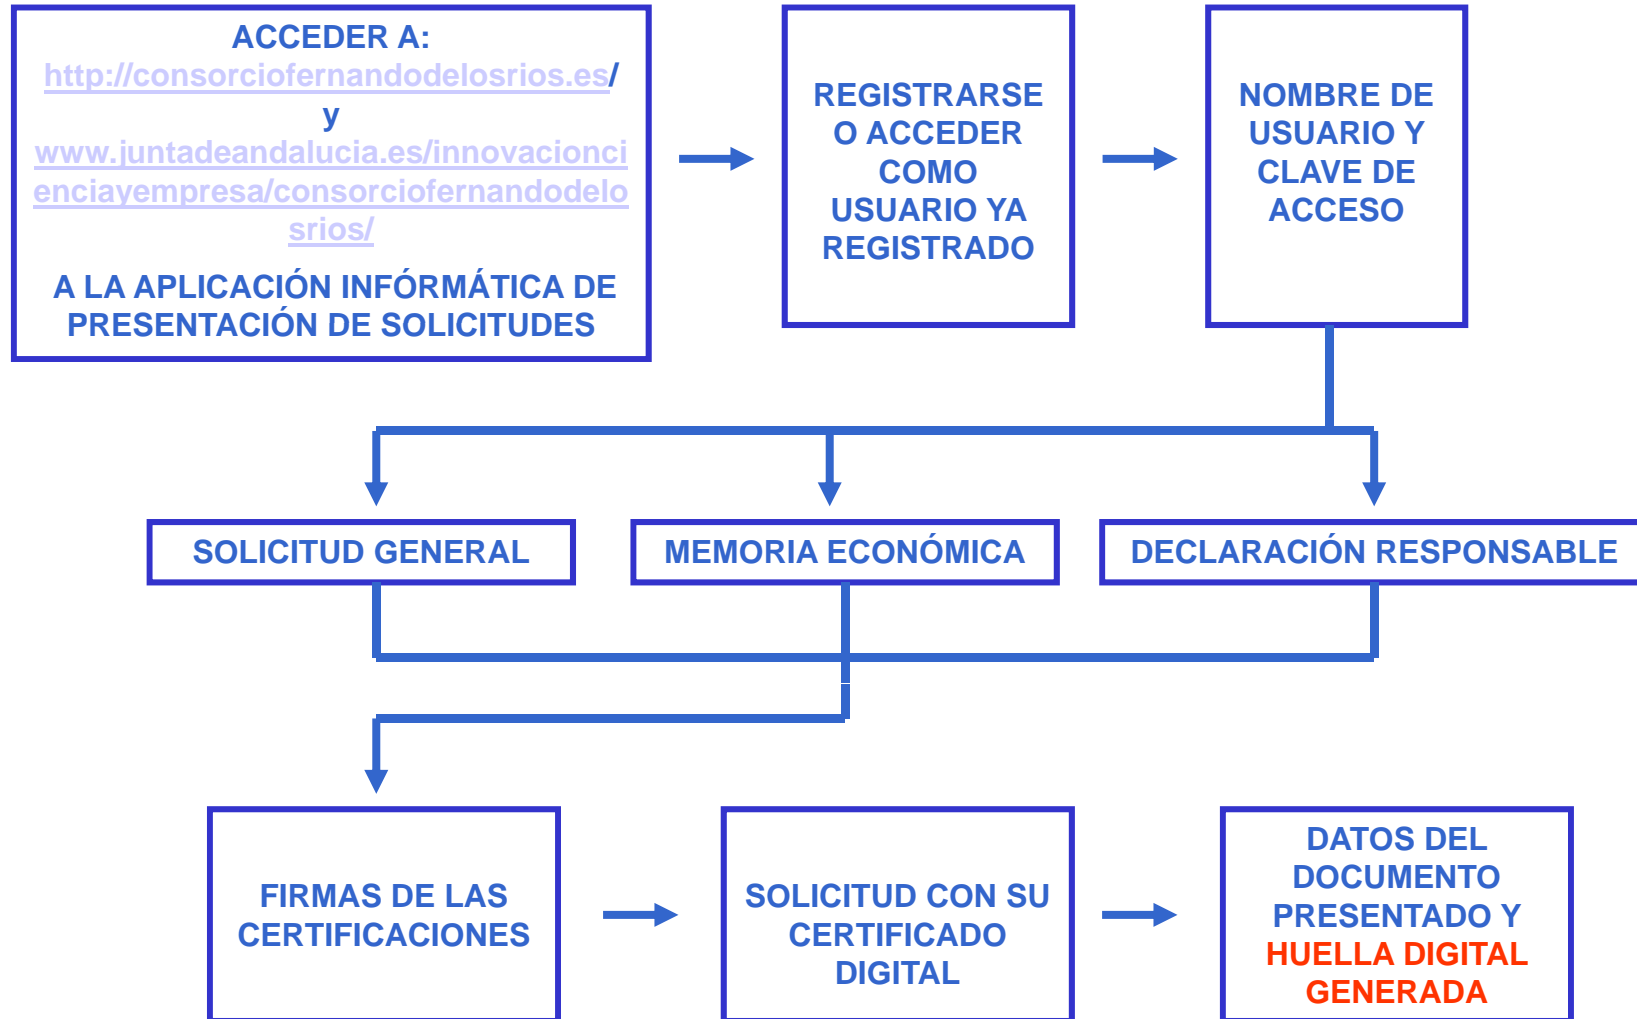 ACCEDER A:
http://consorciofernandodelosrios.es/
y
www.juntadeandalucia.es/innovacionci
enciayempresa/consorciofernandodelo
srios/
A LA APLICACIÓN INFÓRMÁTICA DE
PRESENTACIÓN DE SOLICITUDES
REGISTRARSE
O ACCEDER
COMO
USUARIO YA
REGISTRADO
NOMBRE DE
USUARIO Y
CLAVE DE
ACCESO
SOLICITUD GENERAL
MEMORIA ECONÓMICA
DECLARACIÓN RESPONSABLE
FIRMAS DE LAS
CERTIFICACIONES
SOLICITUD CON SU
CERTIFICADO
DIGITAL
DATOS DEL
DOCUMENTO
PRESENTADO Y
HUELLA DIGITAL
GENERADA